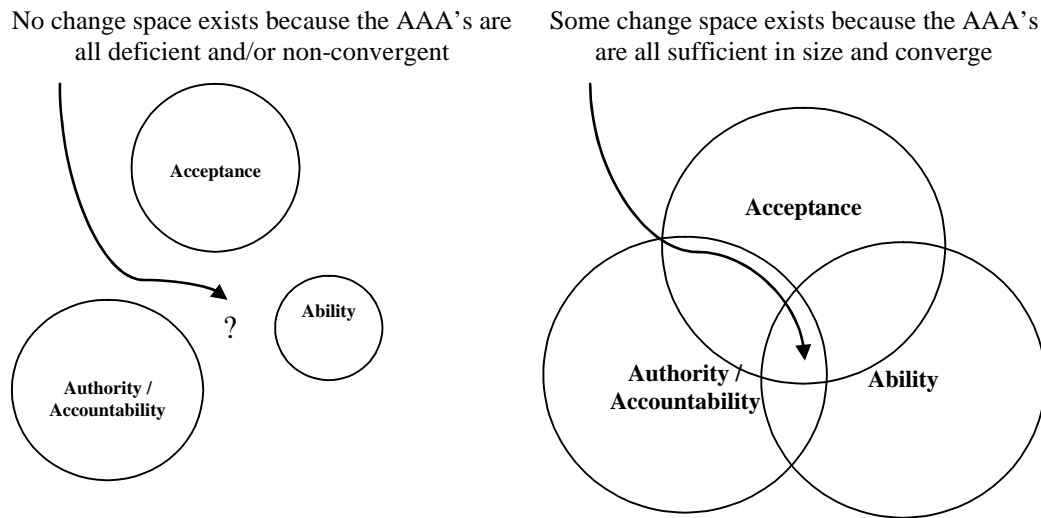 No change space exists because the AAA’s are
all deficient and/or non-convergent
Acceptance
Ability
?
Authority /
Accountability
Some change space exists because the AAA’s
are all sufficient in size and converge
Acceptance
Authority /
Accountability
Ability